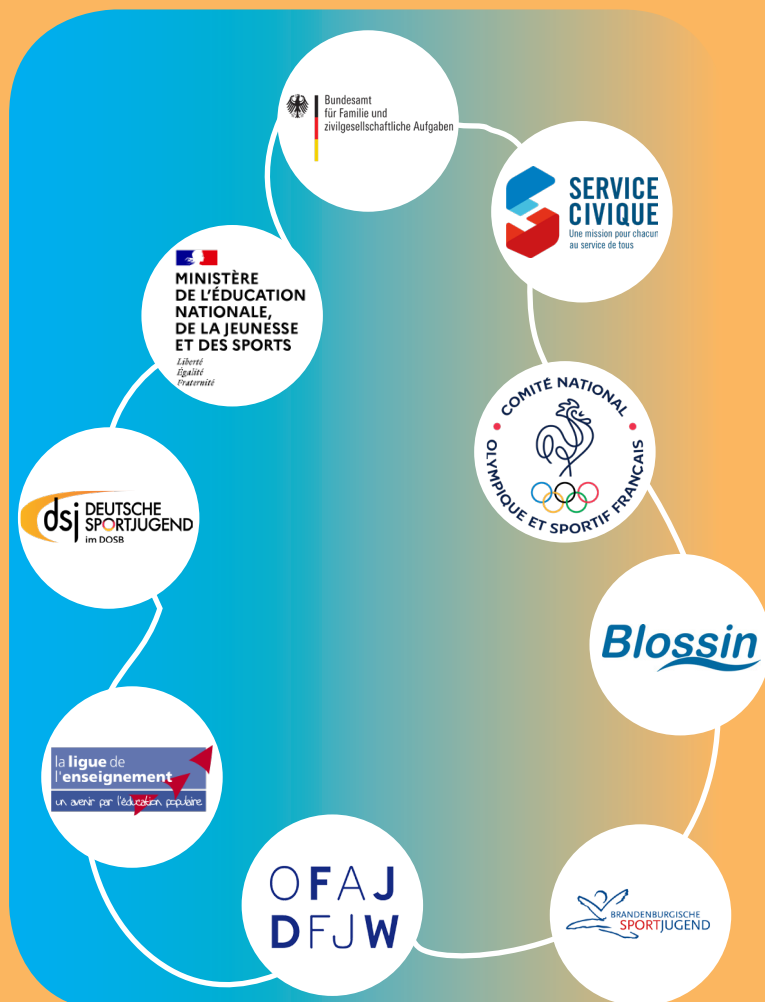 Bundesamt
für Familie und
zivilgesellschaftliche Aufgaben
SERVICE
CIVIQUE
Une mission pour chacun
au service de tous
MINISTÈRE
DE L'ÉDUCATION
NATIONALE,
DE LA JEUNESSE
ET DES SPORTS
Liberté
Égalité
Fraternité
COMITÉ NATIONAL
OLYMPIQUE ET SPORTIF FRANÇAIS
dsj DEUTSCHE
SPORTJUGEND
im DOSB
Blossin
la ligue de
l'enseignement
un avenir par l'éducation populaire
OFAJ
DFJW
BRANDENBURGISCHE
SPORTJUGEND